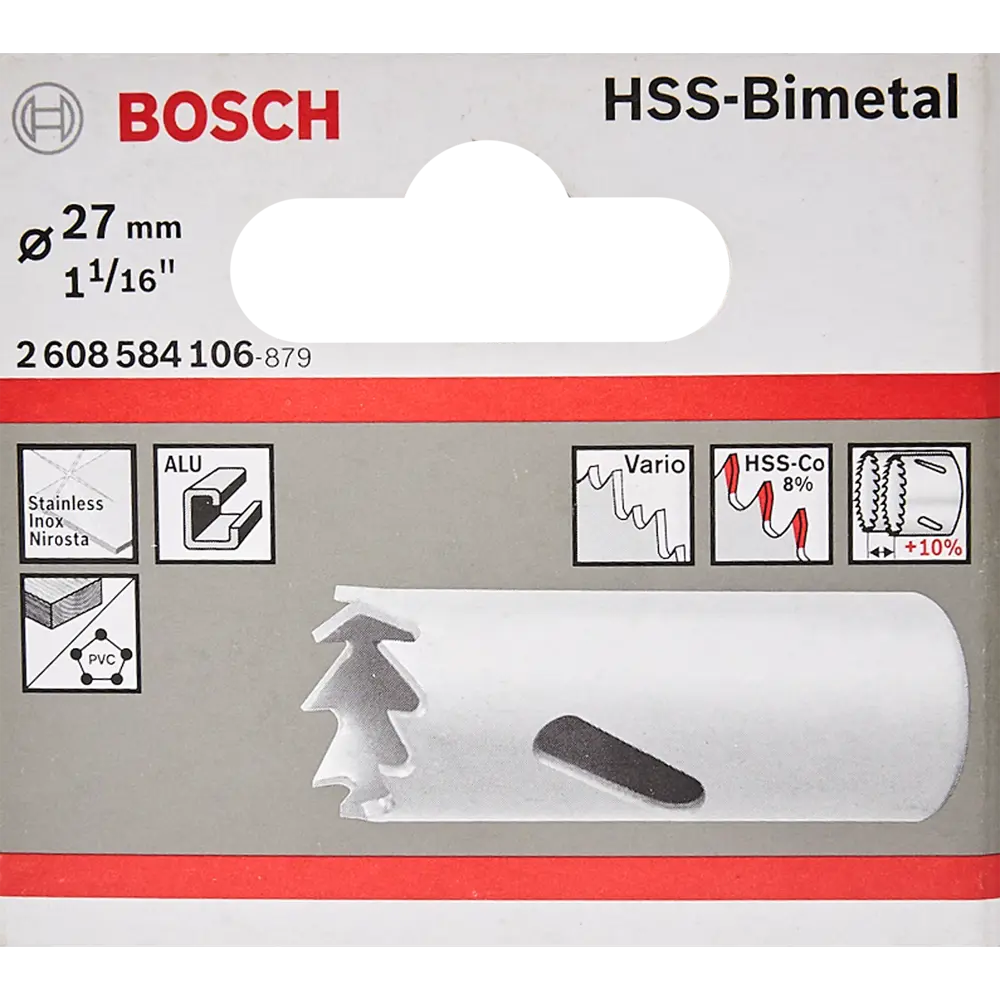 BOSCH
HSS-Bimetal
Ø 27 mm
1 1/16"
2 608 584 106-879
Stainless
Inox
Nirosta
ALU
Vario
HSS-Co
8%
+10%
PVC